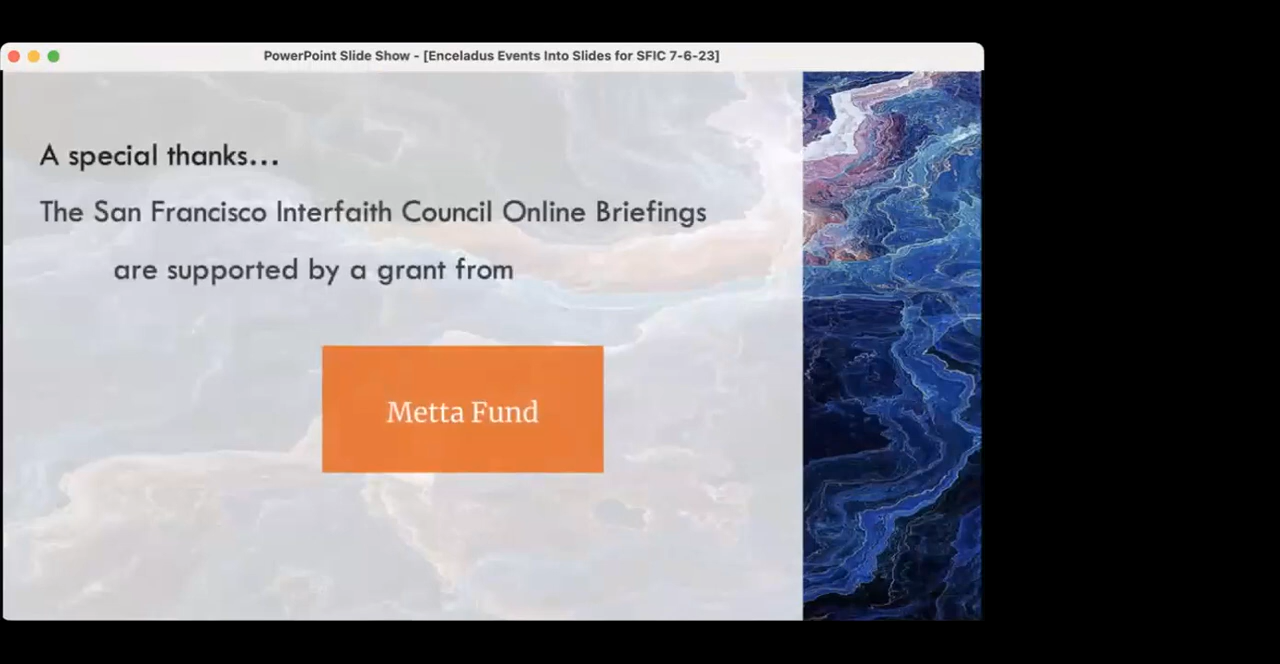 PowerPoint Slide Show - [Enceladus Events Into Slides for SFIC 7-6-23]
A special thanks...
The San Francisco Interfaith Council Online Briefings
are supported by a grant from
Metta Fund